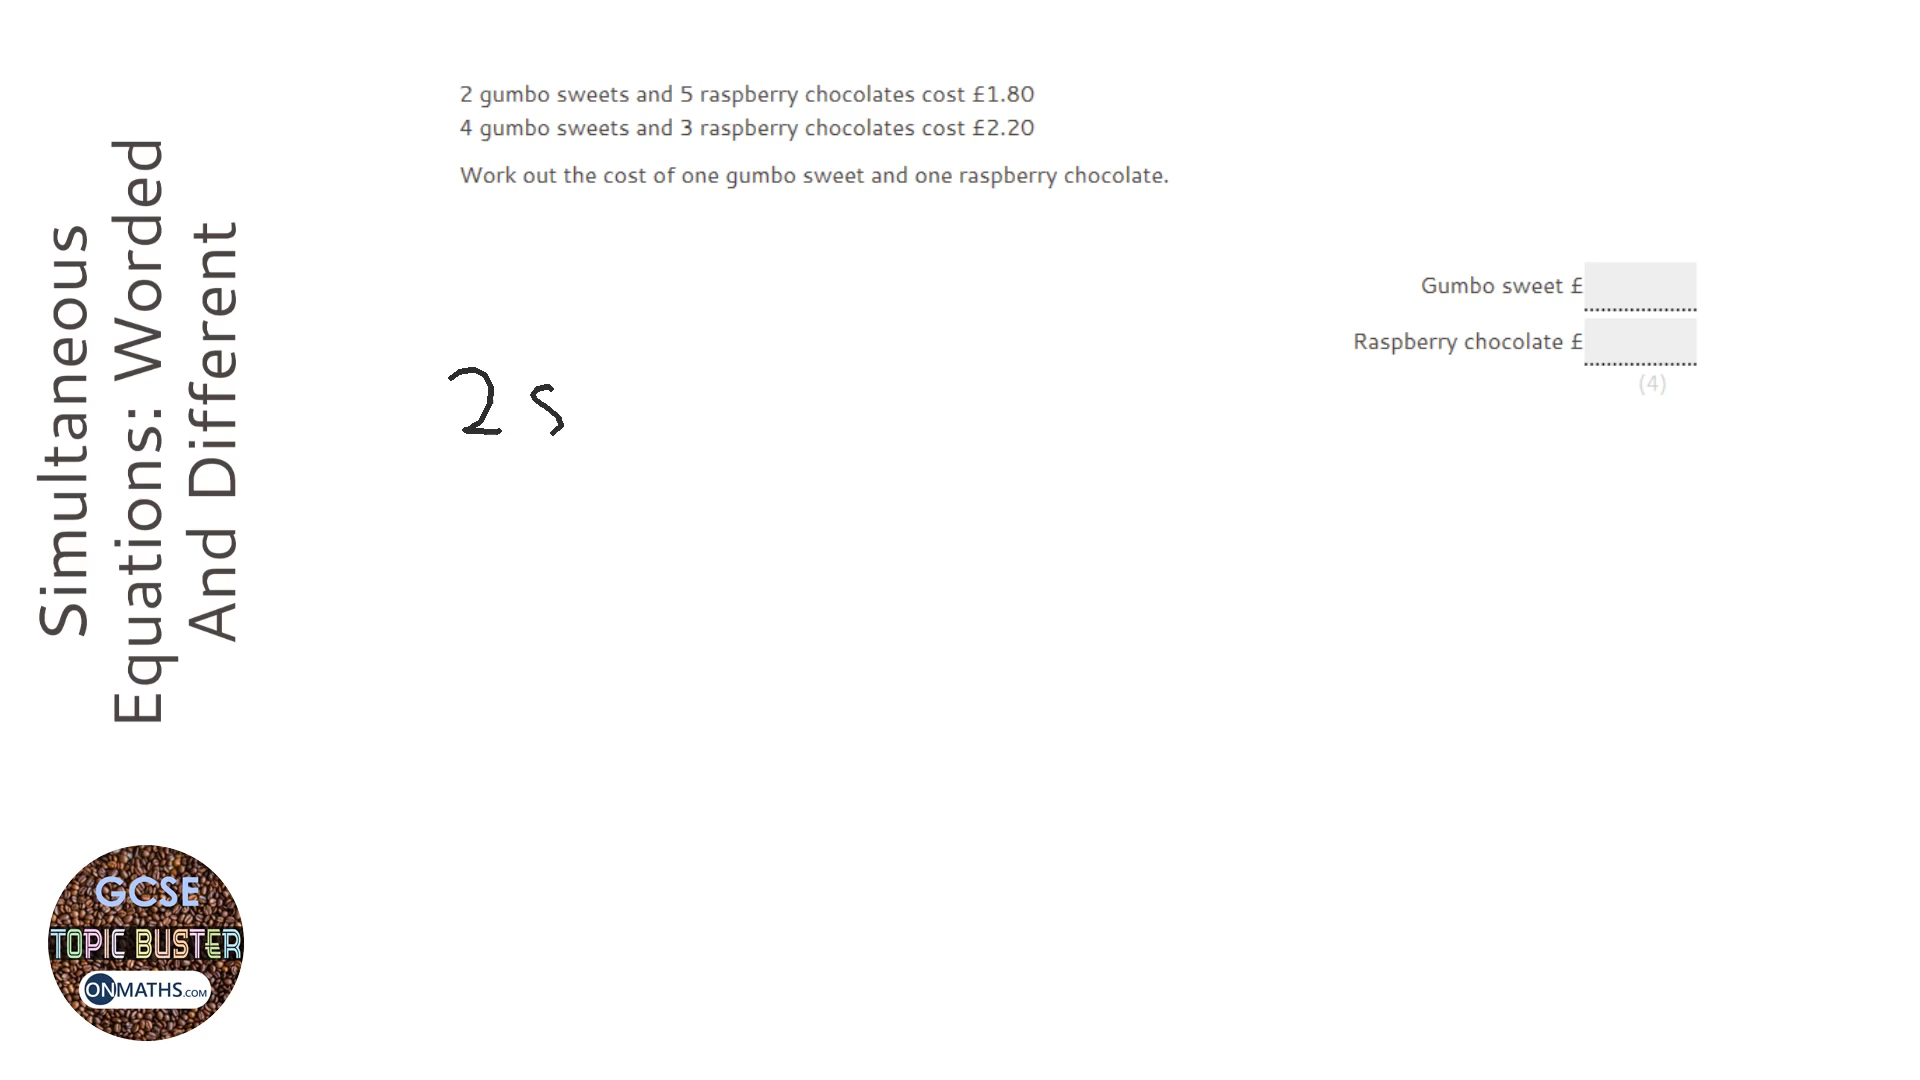 Simultaneous
Equations: Worded
And Different
2 gumbo sweets and 5 raspberry chocolates cost £1.80
4 gumbo sweets and 3 raspberry chocolates cost £2.20
Work out the cost of one gumbo sweet and one raspberry chocolate.
Gumbo sweet £
Raspberry chocolate £
(4)
2 s
GCSE
TOPIC BUSTER
ONMATHS.COM